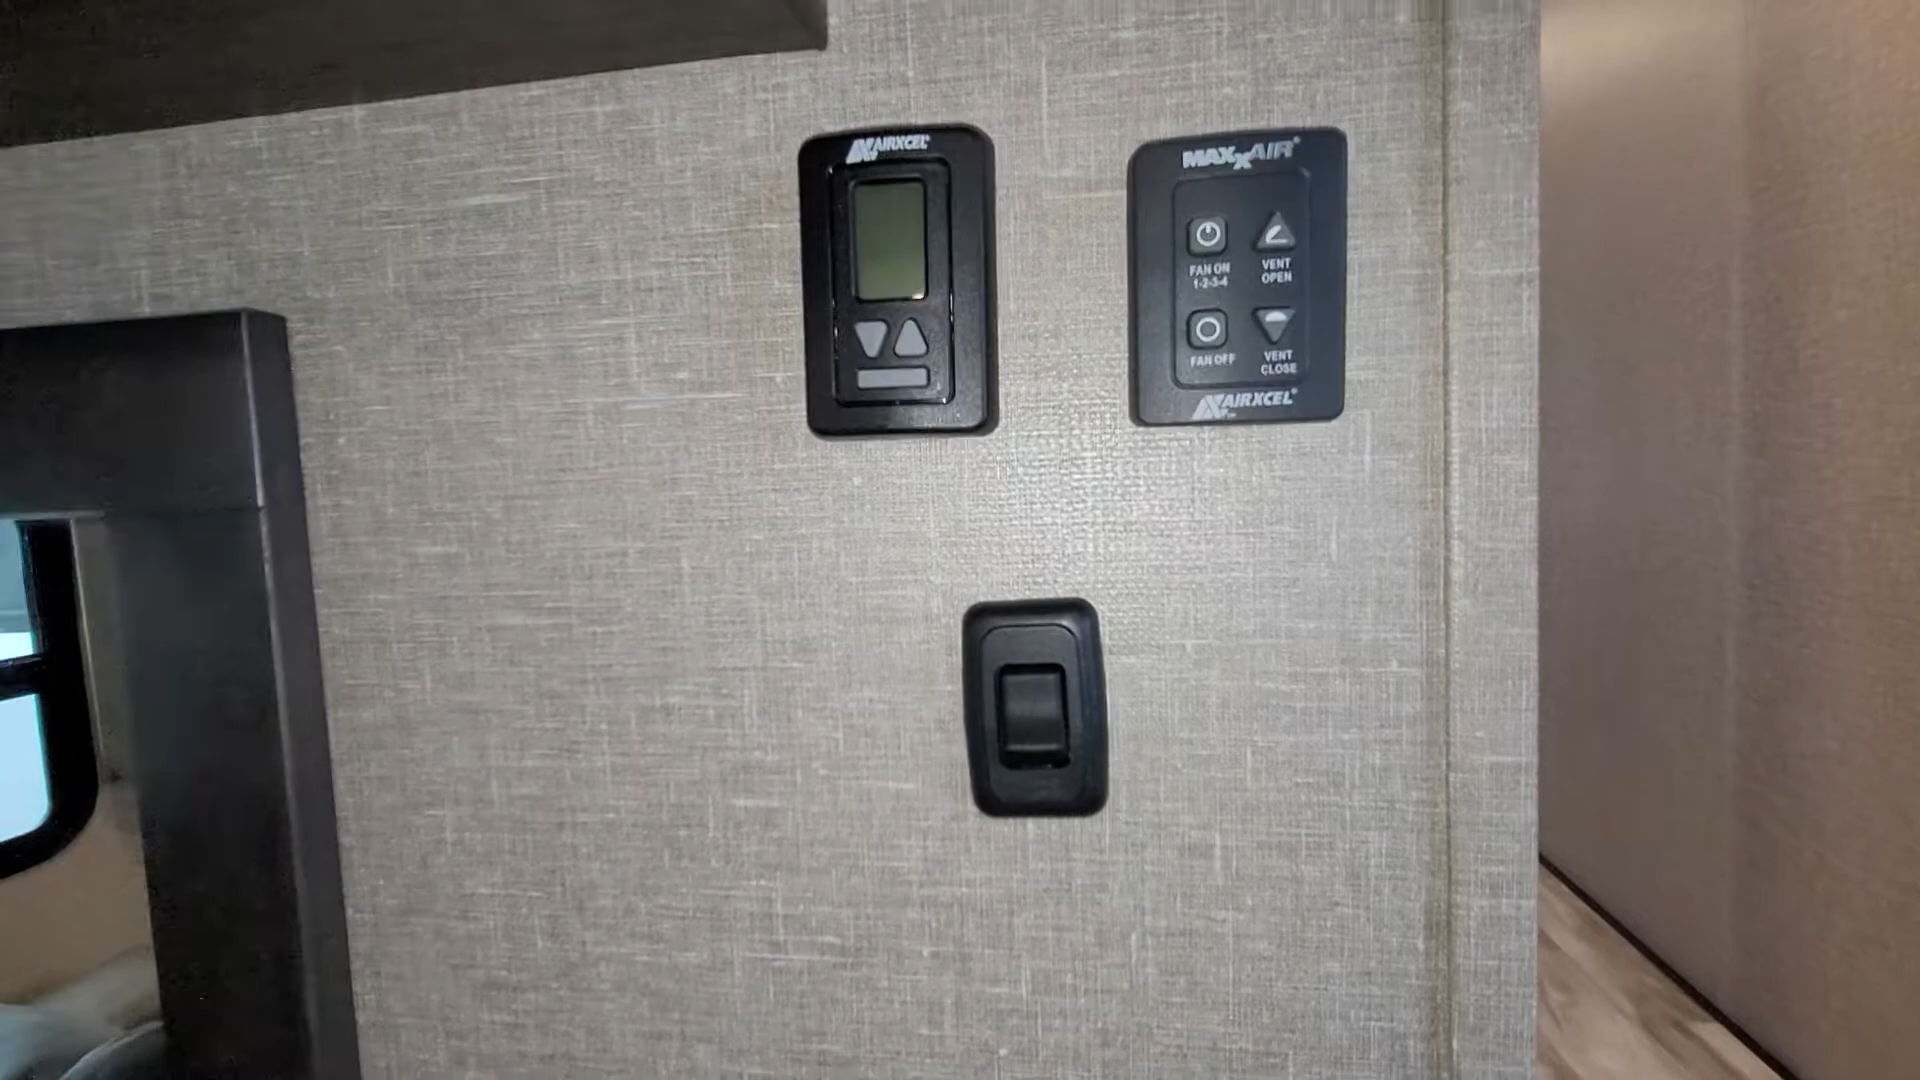 AIRXCEL
MAXXAIR®
FAN ON
1-2-3-4
VENT
OPEN
FAN OFF
VENT
CLOSE
AIRXCEL®